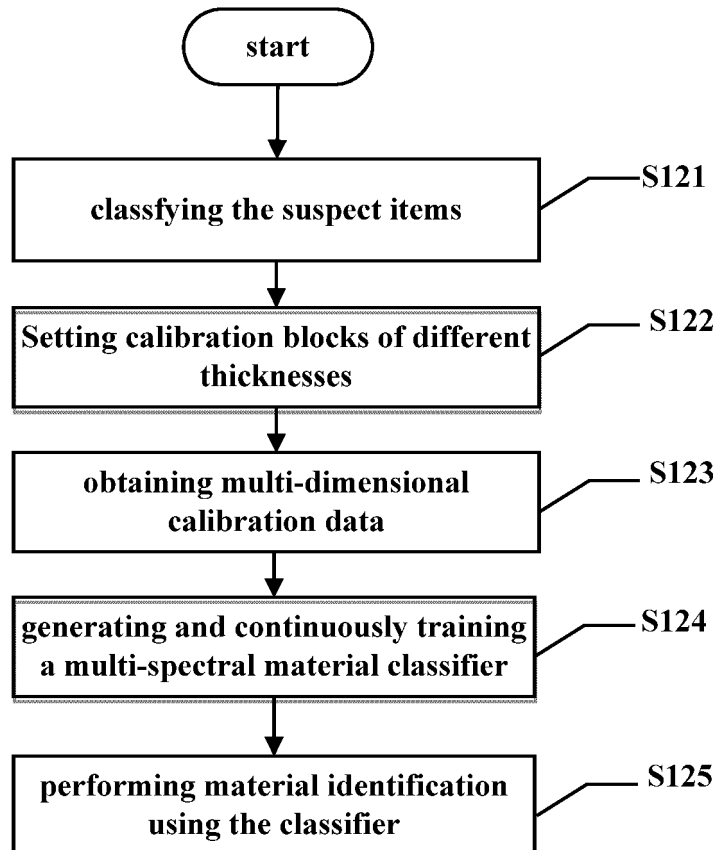 start
classfying the suspect items
S121
Setting calibration blocks of different
thicknesses
S122
obtaining multi-dimensional
calibration data
S123
generating and continuously training
a multi-spectral material classifier
S124
performing material identification
using the classifier
S125